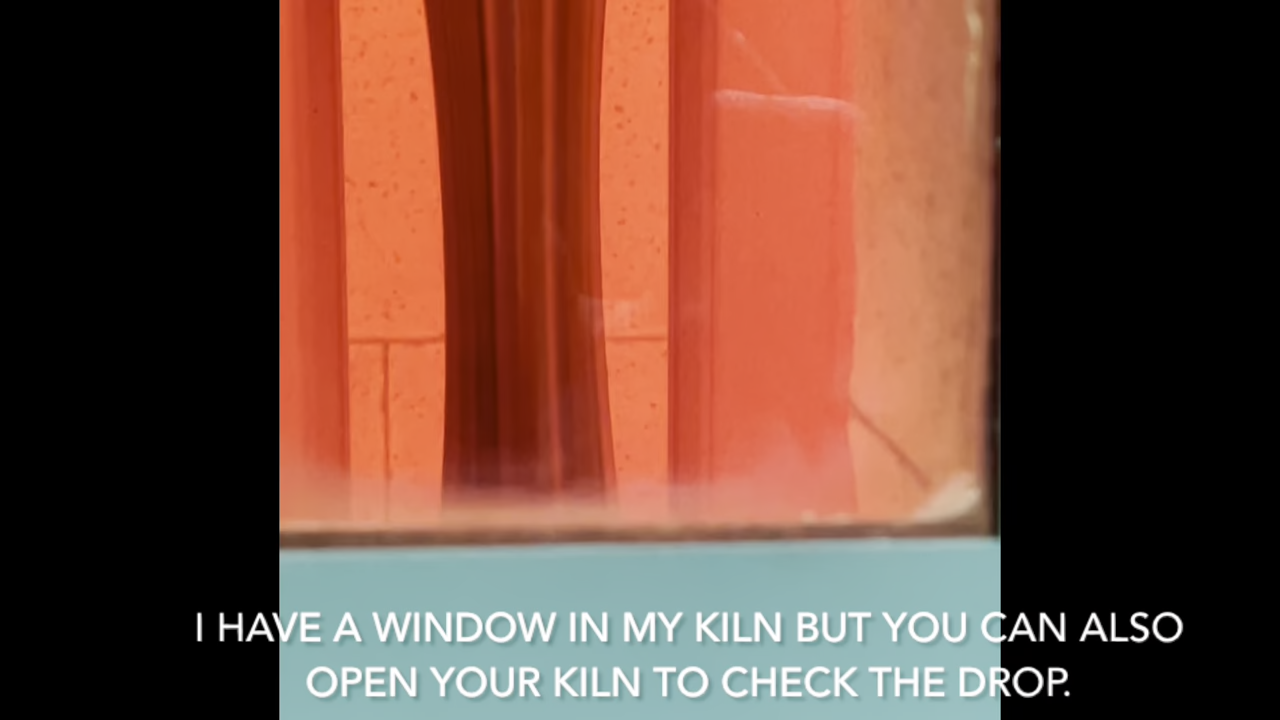 I HAVE A WINDOW IN MY KILN BUT YOU CAN ALSO
OPEN YOUR KILN TO CHECK THE DROP.